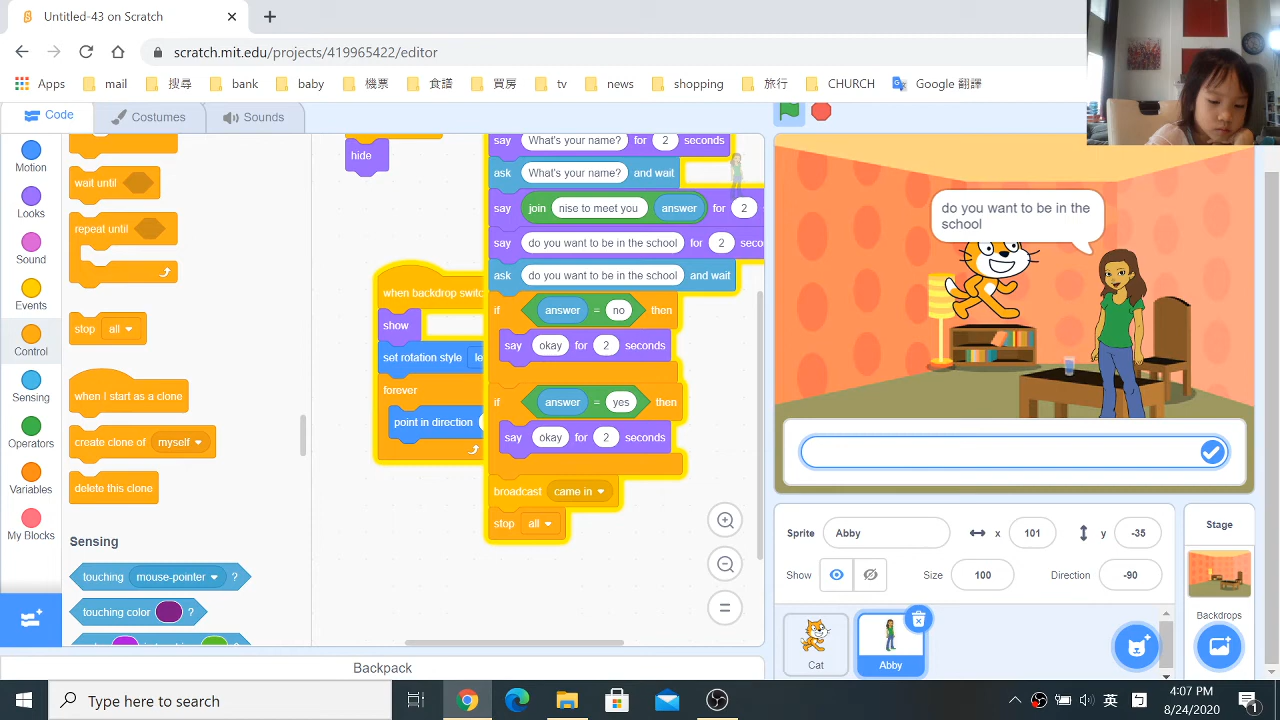 Untitled-43 on Scratch
scratch.mit.edu/projects/419965422/editor
Apps mail 搜尋 bank baby 機票 食譜 買房 tv news shopping 旅行 CHURCH Google 翻譯
Code Costumes Sounds
Motion
Looks
Sound
Events
Control
Sensing
Operators
Variables
My Blocks
wait until
repeat until
stop all
when I start as a clone
create clone of myself
delete this clone
Sensing
touching mouse-pointer ?
touching color ?
hide
when backdrop switc
show
set rotation style le
forever
point in direction
say What's your name? for 2 seconds
ask What's your name? and wait
say join nise to meet you answer for 2
say do you want to be in the school for 2 seco
ask do you want to be in the school and wait
if answer = no then
say okay for 2 seconds
if answer = yes then
say okay for 2 seconds
broadcast came in
stop all
Backpack
do you want to be in the
school
Sprite Abby x 101 y -35
Show Size 100 Direction -90
Cat
Abby
Stage
Backdrops
Type here to search
英
4:07 PM
8/24/2020
1